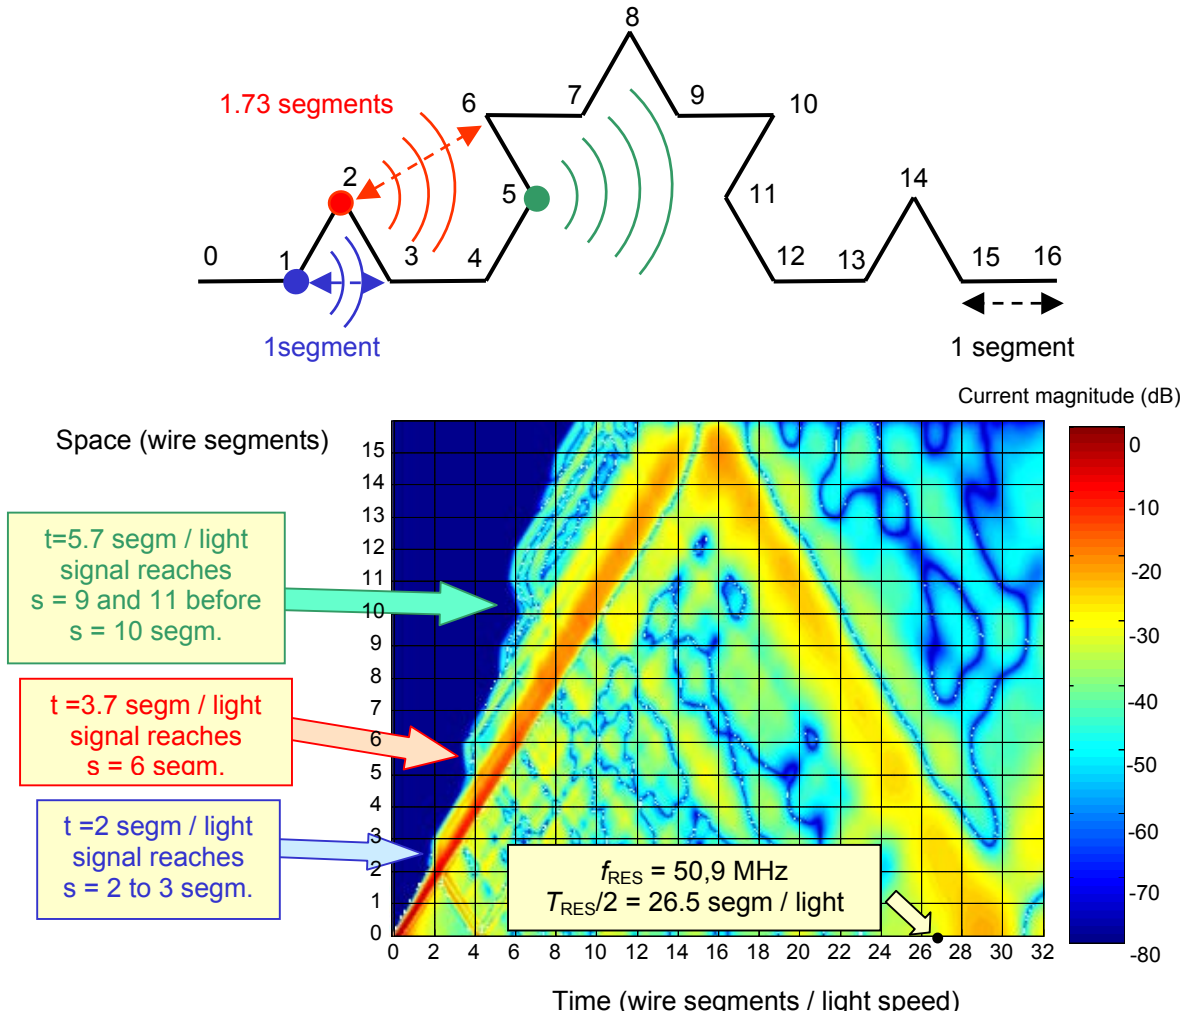 8
1.73 segments
6
7
9
10
2
5
11
14
0
1
3
4
12
13
15
16
1segment
1 segment
Current magnitude (dB)
Space (wire segments)
15
14
13
12
11
10
9
8
7
6
5
4
3
2
1
0
0
-10
-20
-30
-40
-50
-60
-70
-80
t=5.7 segm / light
signal reaches
s = 9 and 11 before
s = 10 segm.
t =3.7 segm / light
signal reaches
s = 6 segm.
t =2 segm / light
signal reaches
s = 2 to 3 segm.
fRES = 50,9 MHz
TRES/2 = 26.5 segm / light
0 2 4 6 8 10 12 14 16 18 20 22 24 26 28 30 32
Time (wire segments / light speed)